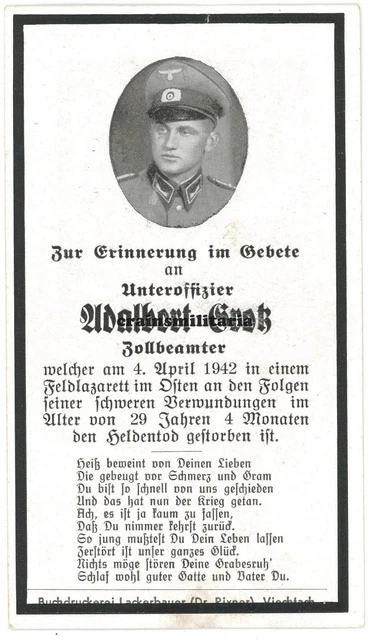 Zur Erinnerung im Gebete
an
Unteroffizier
Adalbert
crainsmilitaria
Zollbeamter
welcher am 4. April 1942 in einem
Feldlazarett im Osten an den Folgen
seiner schweren Verwundungen im
Alter von 29 Jahren 4 Monaten
den Heldentod gestorben ist.
Heiß beweint von Deinen Lieben
Die gebeugt vor Schmerz und Gram
Du bist so schnell von uns geschieden
Und das hat nun der Krieg getan.
Ach, es ist ja kaum zu fassen,
Daß Du nimmer kehrst zurück.
So jung mußtest Du Dein Leben lassen
Zerstört ist unser ganzes Glück.
Nichts möge stören Deine Grabesruh'
Schlaf wohl guter Gatte und Vater Du.
Buchdruckerei Lackerbauer (Dr. Pixner), Viechtach